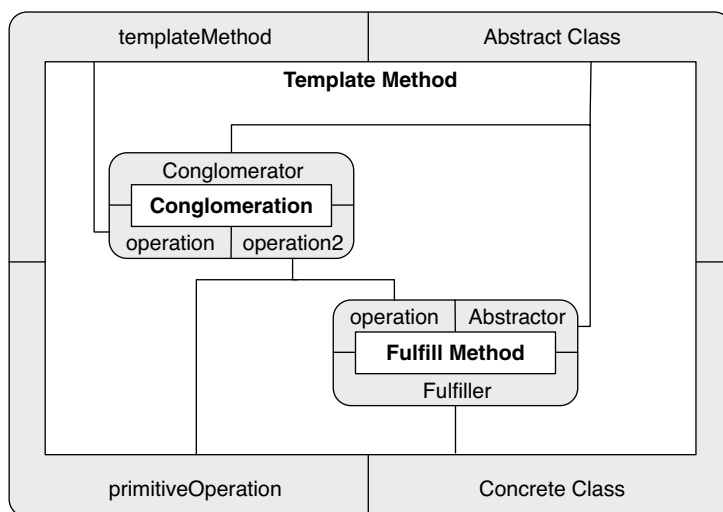 templateMethod
Abstract Class
Template Method
Conglomerator
Conglomeration
operation
operation2
operation
Abstractor
Fulfill Method
Fulfiller
primitiveOperation
Concrete Class